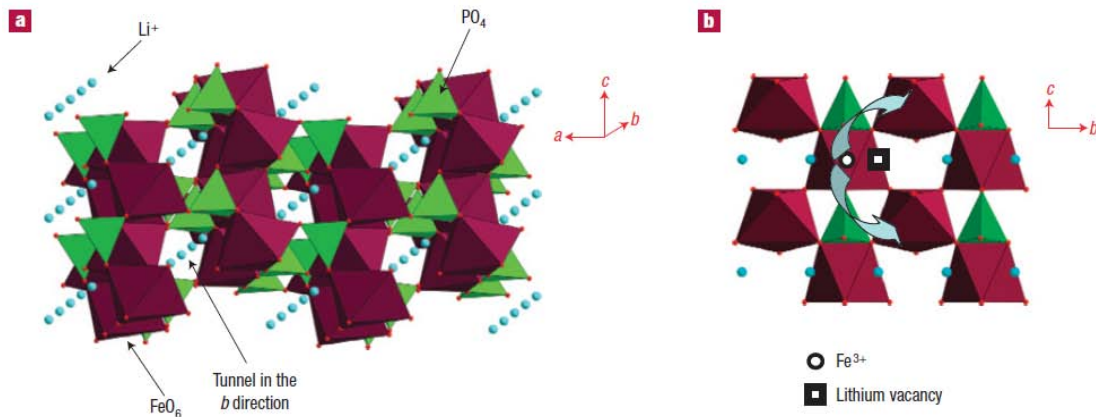 a
Li+
PO4
c
b
a
Tunnel in the
b direction
FeO6
b
c
b
Fe3+
Lithium vacancy